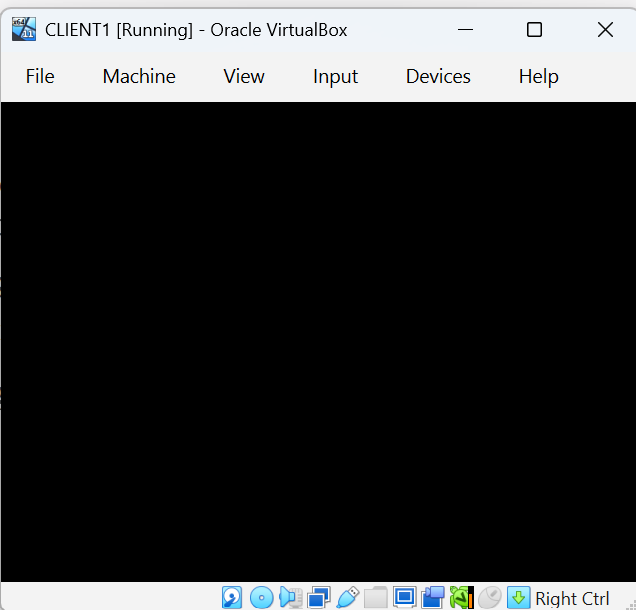 CLIENT1 [Running] - Oracle VirtualBox
File Machine View Input Devices Help
Right Ctrl